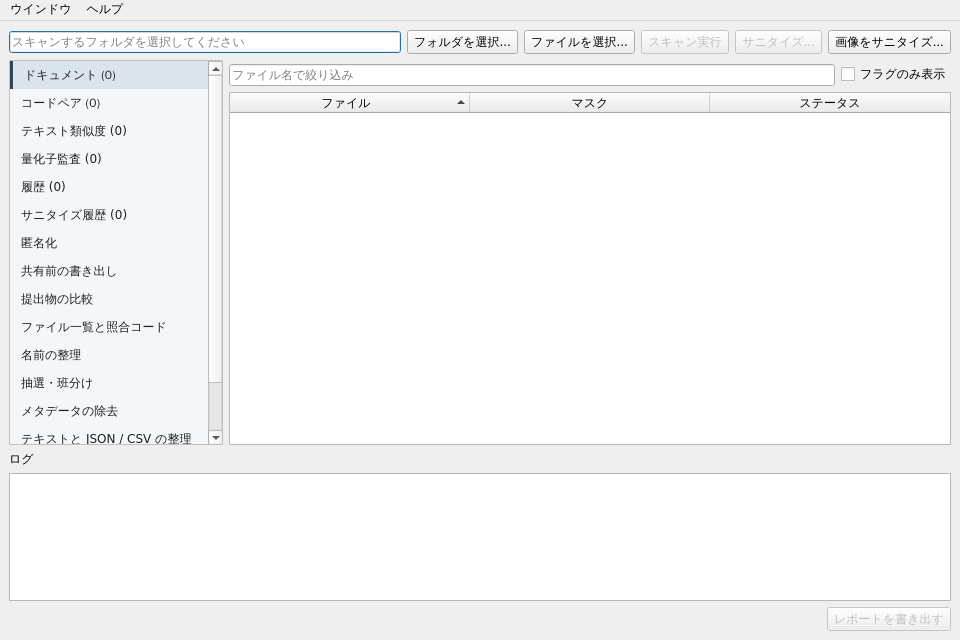 ウインドウ ヘルプ
スキャンするフォルダを選択してください フォルダを選択... ファイルを選択... スキャン実行 サニタイズ... 画像をサニタイズ...
ドキュメント (0)
コードペア (0)
テキスト類似度 (0)
量化子監査 (0)
履歴 (0)
サニタイズ履歴 (0)
匿名化
共有前の書き出し
提出物の比較
ファイル一覧と照合コード
名前の整理
抽選・班分け
メタデータの除去
テキストと JSON / CSV の整理
ファイル名で絞り込み フラグのみ表示
ファイル マスク ステータス
ログ
レポートを書き出す